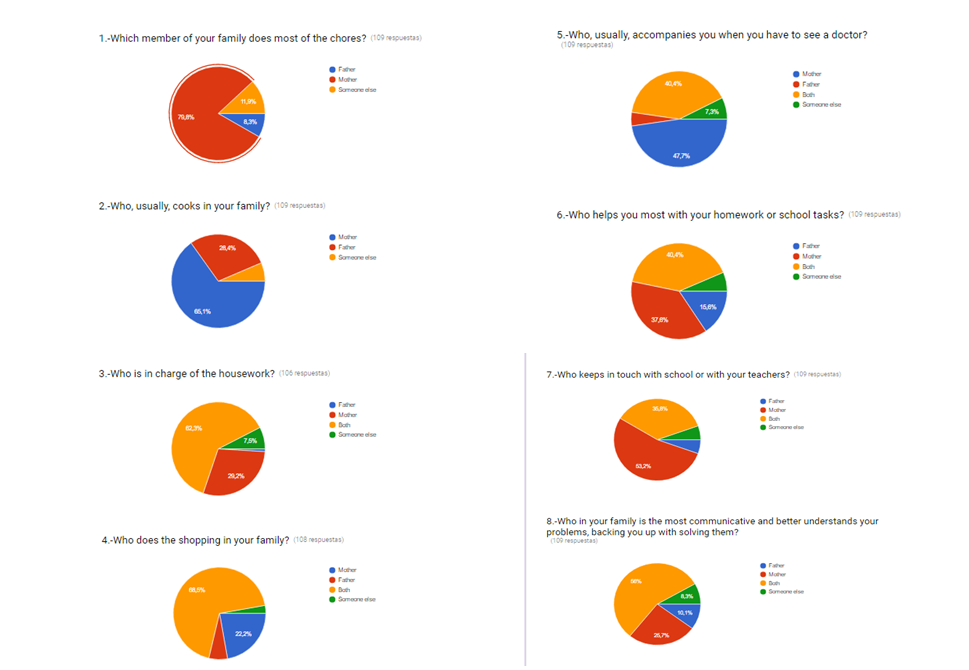 1.-Which member of your family does most of the chores? (109 respuestas)
Father
Mother
Someone else
79,8%
11,9%
8,3%
2.-Who, usually, cooks in your family? (109 respuestas)
Mother
Father
Someone else
28,4%
65,1%
3.-Who is in charge of the housework? (106 respuestas)
Father
Mother
Both
Someone else
62,3%
7,5%
29,2%
4.-Who does the shopping in your family? (108 respuestas)
Mother
Father
Both
Someone else
68,5%
22,2%
5.-Who, usually, accompanies you when you have to see a doctor?
(109 respuestas)
Mother
Father
Both
Someone else
40,4%
7,3%
47,7%
6.-Who helps you most with your homework or school tasks? (109 respuestas)
Father
Mother
Both
Someone else
40,4%
15,6%
37,6%
7.-Who keeps in touch with school or with your teachers? (109 respuestas)
Father
Mother
Both
Someone else
53,2%
8.-Who in your family is the most communicative and better understands your
problems, backing you up with solving them?
(109 respuestas)
Father
Mother
Both
Someone else
8,3%
10,1%
25,7%